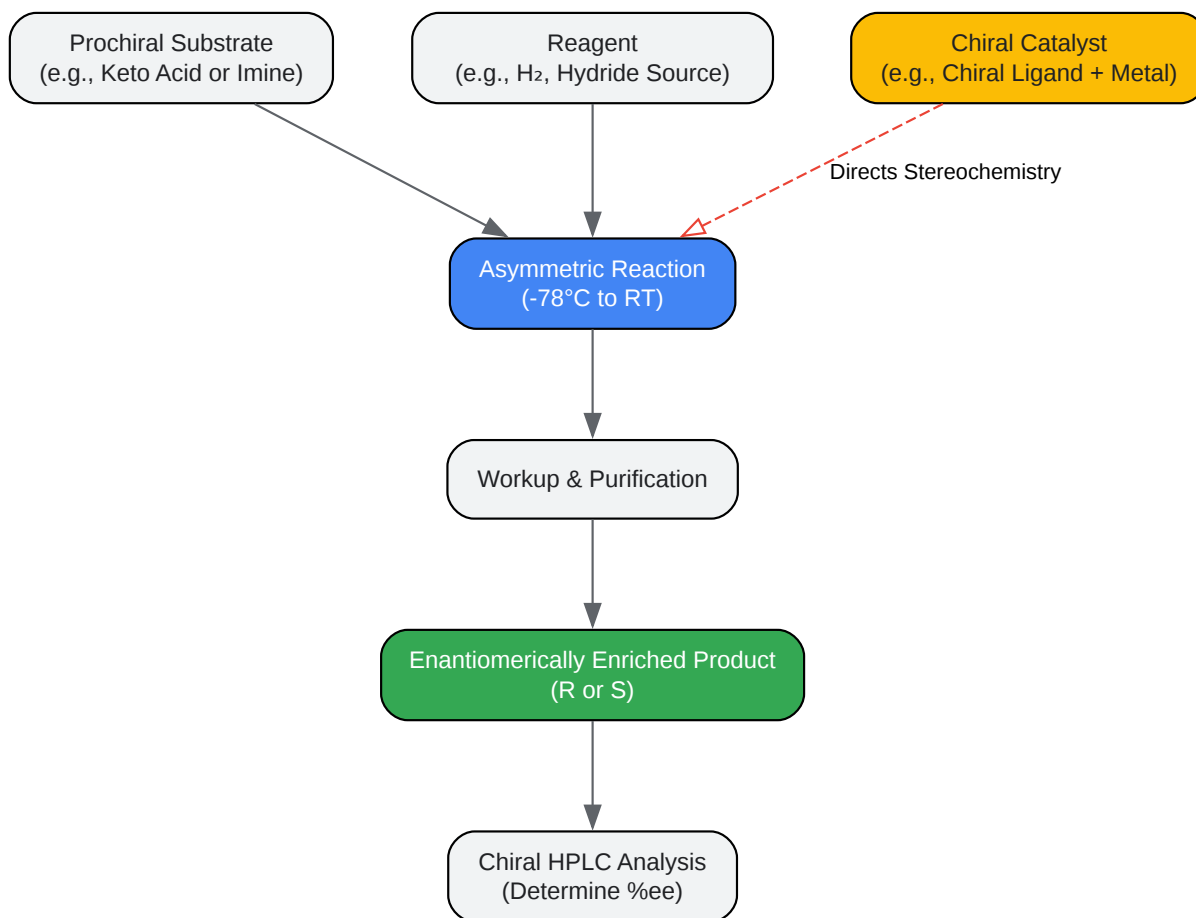 Prochiral Substrate
(e.g., Keto Acid or Imine)
Reagent
(e.g., H₂, Hydride Source)
Chiral Catalyst
(e.g., Chiral Ligand + Metal)
Directs Stereochemistry
Asymmetric Reaction
(-78°C to RT)
Workup & Purification
Enantiomerically Enriched Product
(R or S)
Chiral HPLC Analysis
(Determine %ee)